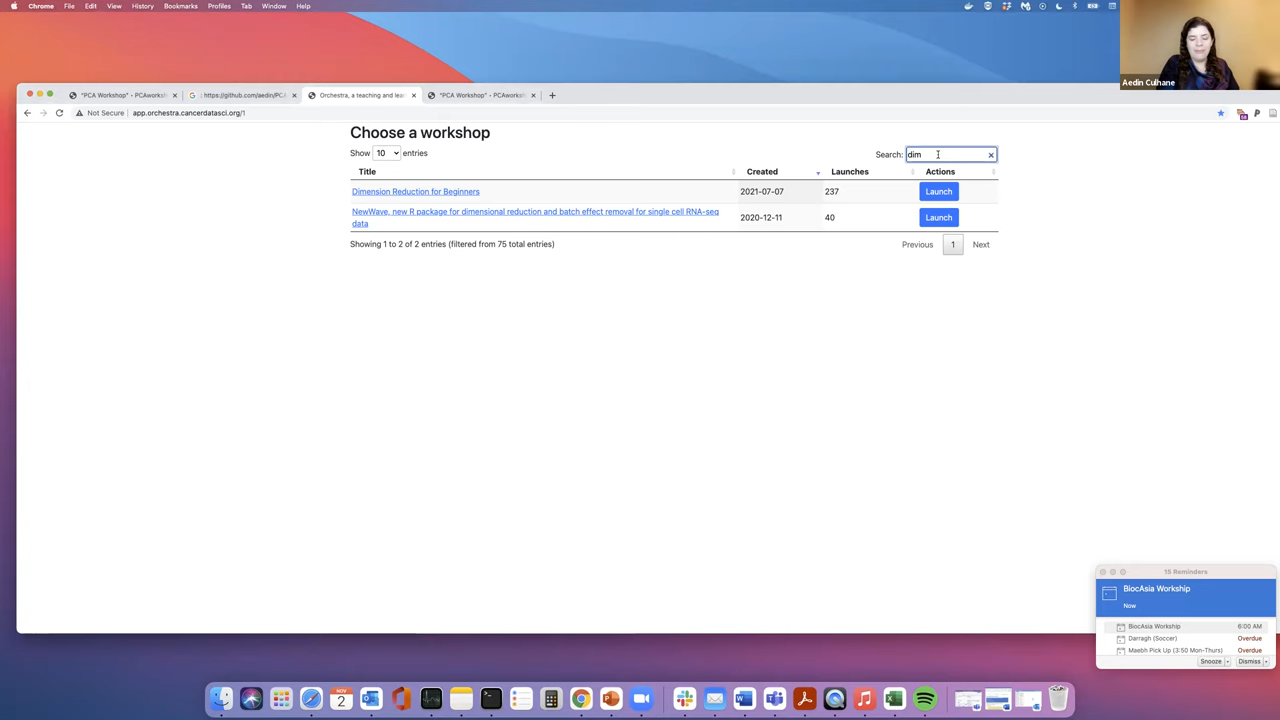 Chrome File Edit View History Bookmarks Profiles Tab Window Help
Aedin Culhane
"PCA Workshop" • PCAworksh
https://github.com/aedin/PCA
Orchestra, a teaching and lea
"PCA Workshop" • PCAworksh
Not Secure app.orchestra.cancerdatasci.org/1
Choose a workshop
Show 10 entries
Search: dim
Title Created Launches Actions
Dimension Reduction for Beginners 2021-07-07 237 Launch
NewWave, new R package for dimensional reduction and batch effect removal for single cell RNA-seq
data 2020-12-11 40 Launch
Showing 1 to 2 of 2 entries (filtered from 75 total entries)
Previous 1 Next
15 Reminders
BiocAsia Workship
Now
BiocAsia Workship 6:00 AM
Darragh (Soccer) Overdue
Maebh Pick Up (3:50 Mon-Thurs) Overdue
Snooze Dismiss
NOV
2